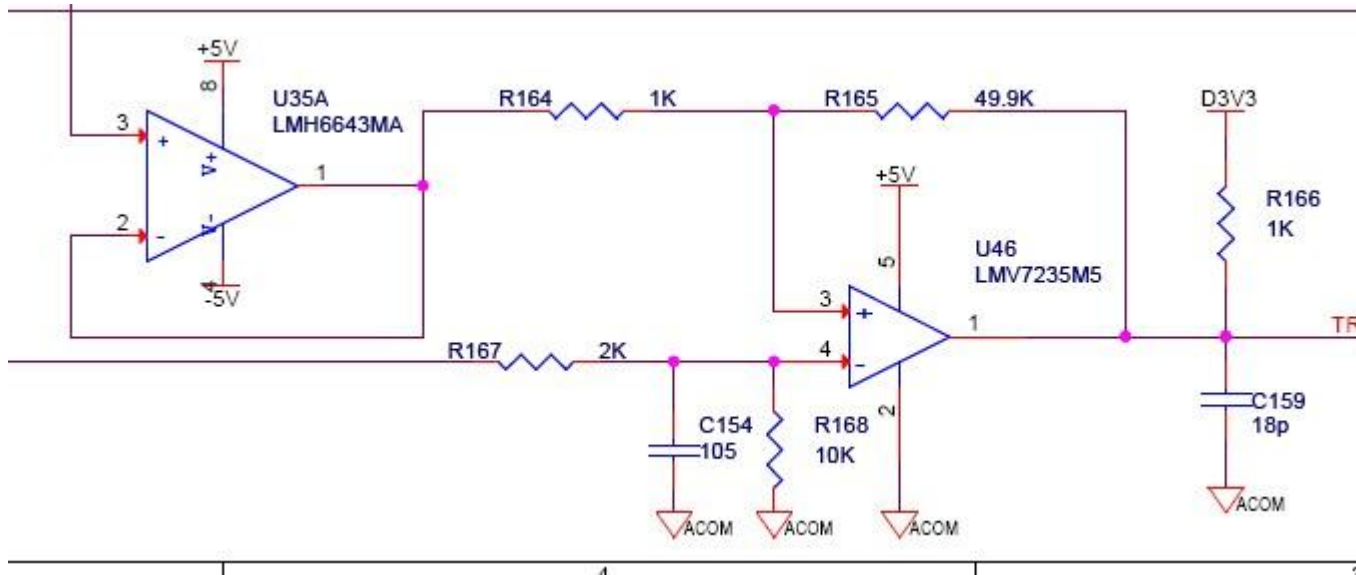 +5V
8
U35A
LMH6643MA
3
+
V+
1
2
-
V-
4
-5V
R164
1K
R165
49.9K
D3V3
R166
1K
+5V
5
U46
LMV7235M5
3
+
1
4
-
2
TR
R167
2K
C154
105
R168
10K
C159
18p
ACOM
ACOM
ACOM
ACOM